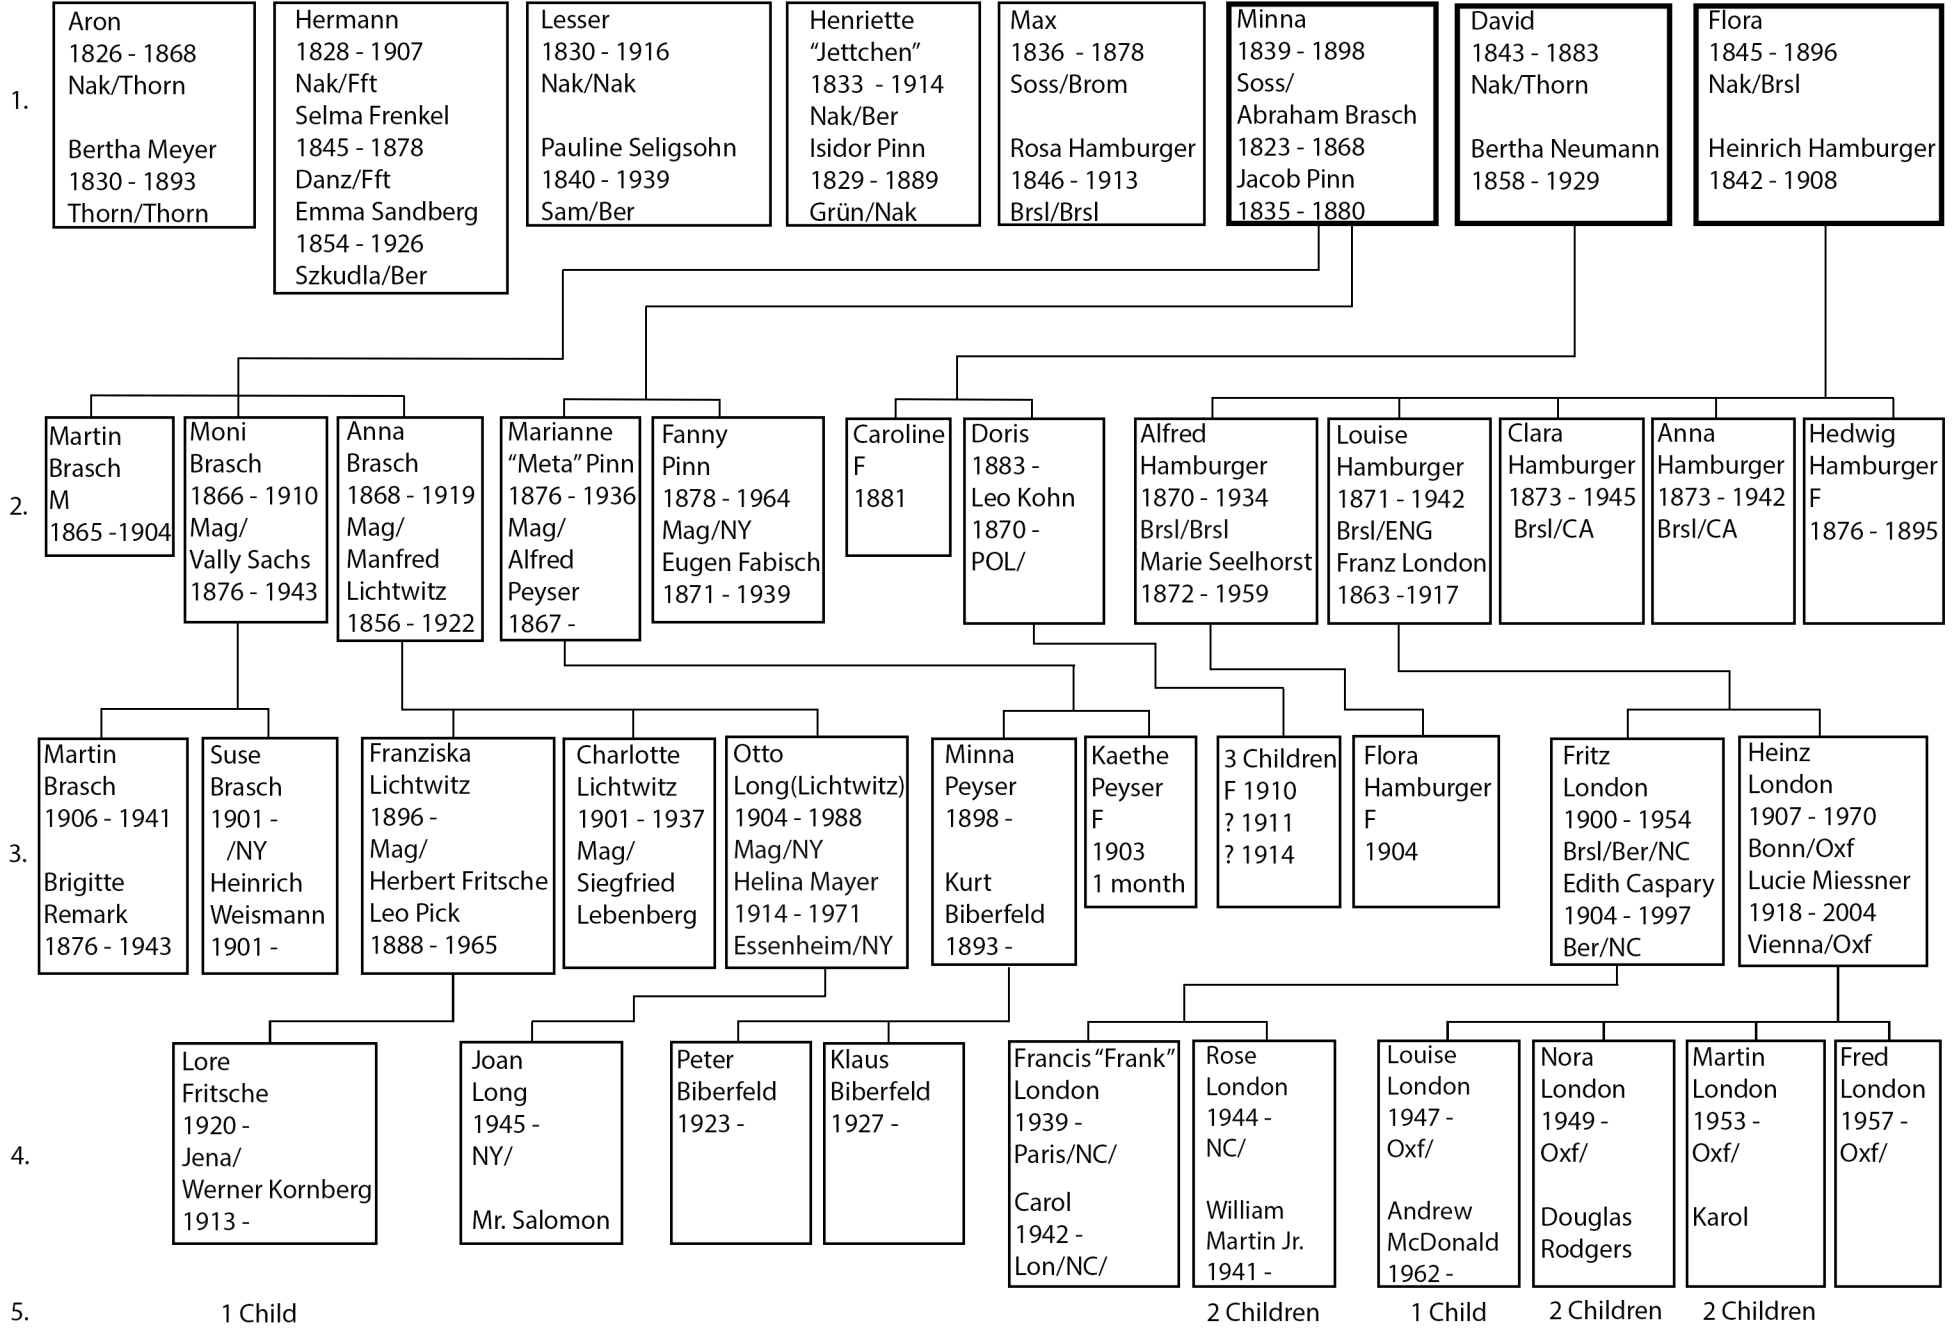 1.
Aron
1826 - 1868
Nak/Thorn
Bertha Meyer
1830 - 1893
Thorn/Thorn
Hermann
1828 - 1907
Nak/Fft
Selma Frenkel
1845 - 1878
Danz/Fft
Emma Sandberg
1854 - 1926
Szkudla/Ber
Lesser
1830 - 1916
Nak/Nak
Pauline Seligsohn
1840 - 1939
Sam/Ber
Henriette
“Jettchen”
1833 - 1914
Nak/Ber
Isidor Pinn
1829 - 1889
Grün/Nak
Max
1836 - 1878
Soss/Brom
Rosa Hamburger
1846 - 1913
Brsl/Brsl
Minna
1839 - 1898
Soss/
Abraham Brasch
1823 - 1868
Jacob Pinn
1835 - 1880
David
1843 - 1883
Nak/Thorn
Bertha Neumann
1858 - 1929
Flora
1845 - 1896
Nak/Brsl
Heinrich Hamburger
1842 - 1908
2.
Martin
Brasch
M
1865 -1904
Moni
Brasch
1866 - 1910
Mag/
Vally Sachs
1876 - 1943
Anna
Brasch
1868 - 1919
Mag/
Manfred
Lichtwitz
1856 - 1922
Marianne
“Meta” Pinn
1876 - 1936
Mag/
Alfred
Peyser
1867 -
Fanny
Pinn
1878 - 1964
Mag/NY
Eugen Fabisch
1871 - 1939
Caroline
F
1881
Doris
1883 -
Leo Kohn
1870 -
POL/
Alfred
Hamburger
1870 - 1934
Brsl/Brsl
Marie Seelhorst
1872 - 1959
Louise
Hamburger
1871 - 1942
Brsl/ENG
Franz London
1863 -1917
Clara
Hamburger
1873 - 1945
Brsl/CA
Anna
Hamburger
1873 - 1942
Brsl/CA
Hedwig
Hamburger
F
1876 - 1895
3.
Martin
Brasch
1906 - 1941
Brigitte
Remark
1876 - 1943
Suse
Brasch
1901 -
/NY
Heinrich
Weismann
1901 -
Franziska
Lichtwitz
1896 -
Mag/
Herbert Fritsche
Leo Pick
1888 - 1965
Charlotte
Lichtwitz
1901 - 1937
Mag/
Siegfried
Lebenberg
Otto
Long(Lichtwitz)
1904 - 1988
Mag/NY
Helina Mayer
1914 - 1971
Essenheim/NY
Minna
Peyser
1898 -
Kurt
Biberfeld
1893 -
Kaethe
Peyser
F
1903
1 month
3 Children
F 1910
? 1911
? 1914
Flora
Hamburger
F
1904
Fritz
London
1900 - 1954
Brsl/Ber/NC
Edith Caspary
1904 - 1997
Ber/NC
Heinz
London
1907 - 1970
Bonn/Oxf
Lucie Miessner
1918 - 2004
Vienna/Oxf
4.
Lore
Fritsche
1920 -
Jena/
Werner Kornberg
1913 -
Joan
Long
1945 -
NY/
Mr. Salomon
Peter
Biberfeld
1923 -
Klaus
Biberfeld
1927 -
Francis “Frank”
London
1939 -
Paris/NC/
Carol
1942 -
Lon/NC/
Rose
London
1944 -
NC/
William
Martin Jr.
1941 -
Louise
London
1947 -
Oxf/
Andrew
McDonald
1962 -
Nora
London
1949 -
Oxf/
Douglas
Rodgers
Martin
London
1953 -
Oxf/
Karol
Fred
London
1957 -
Oxf/
5.
1 Child
2 Children
1 Child
2 Children
2 Children